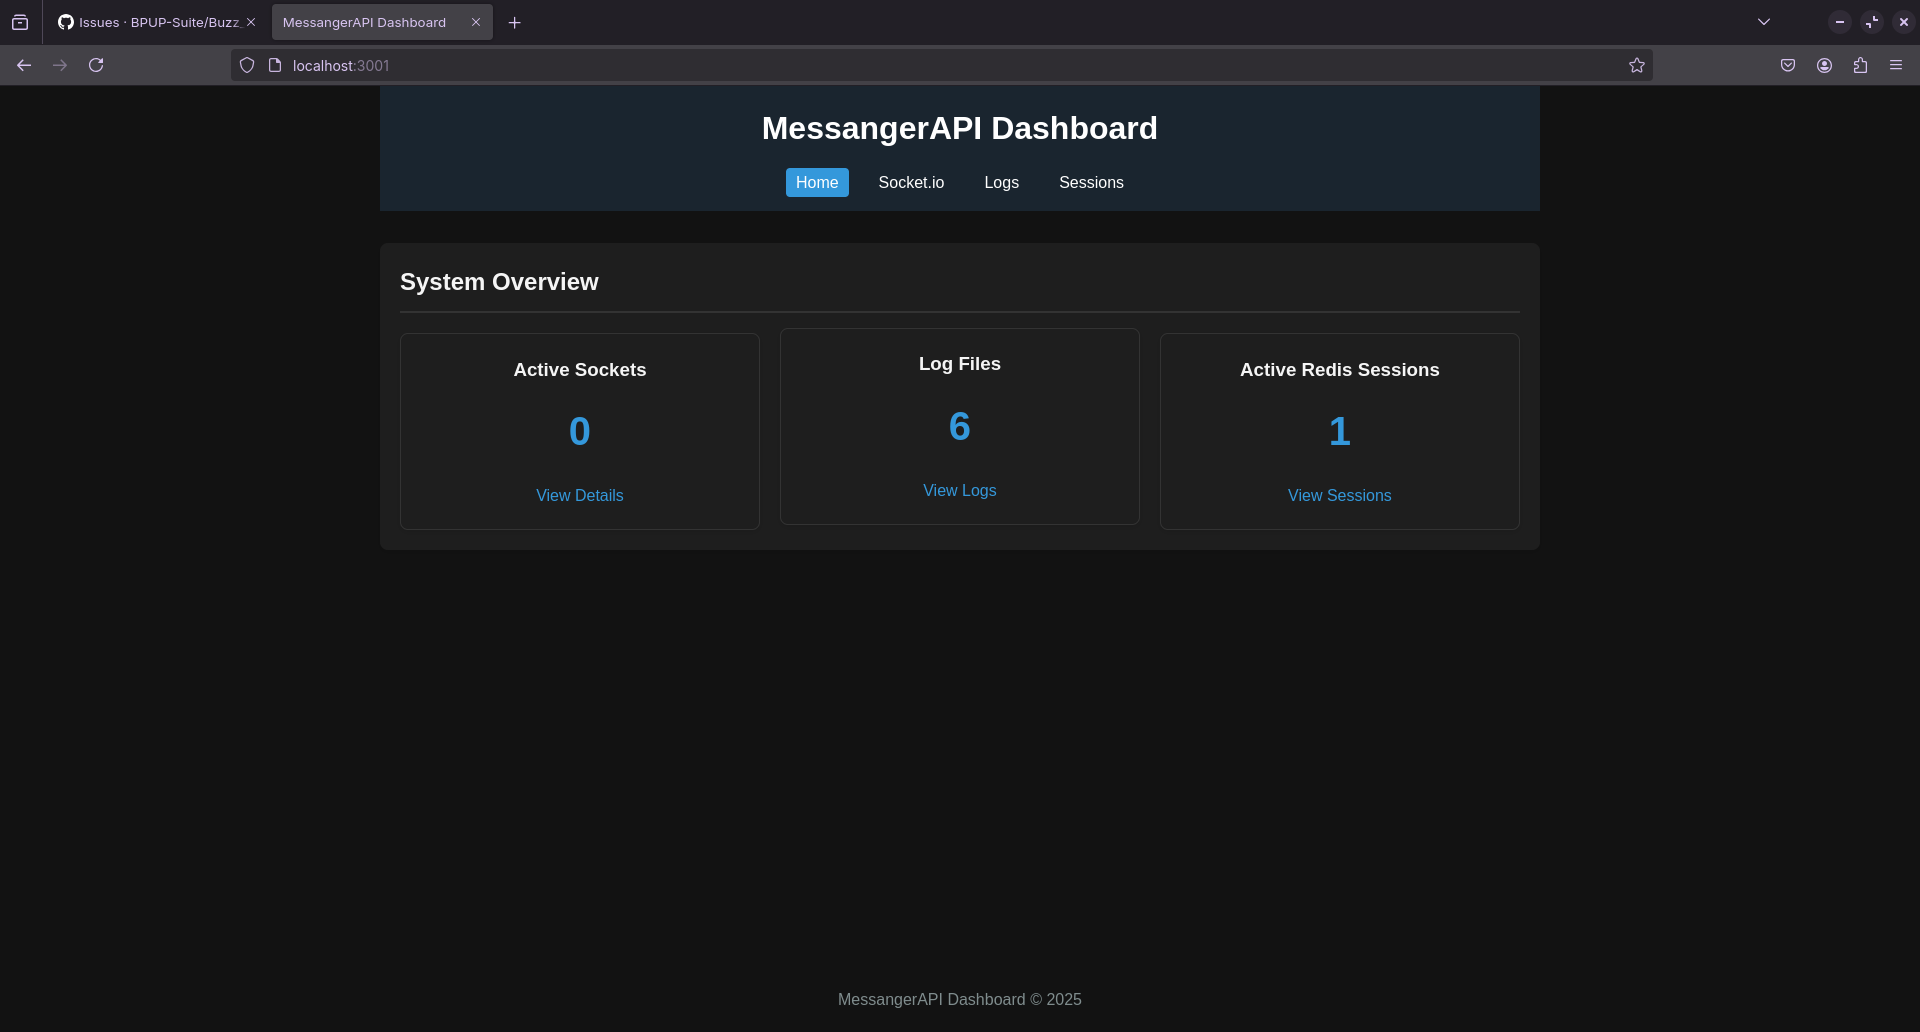 Issues · BPUP-Suite/Buzz
MessangerAPI Dashboard
localhost:3001
MessangerAPI Dashboard
Home Socket.io Logs Sessions
System Overview
Active Sockets
0
View Details
Log Files
6
View Logs
Active Redis Sessions
1
View Sessions
MessangerAPI Dashboard © 2025